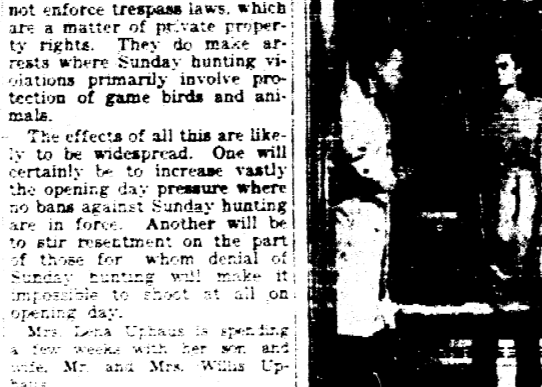 not enforce trespass laws, which
are a matter of private proper-
ty rights. They do make ar-
rests where Sunday hunting vi-
olations primarily involve pro-
tection of game birds and ani-
mals.
The effects of all this are like-
ly to be widespread. One will
certainly be to increase vastly
the opening day pressure where
no bans against Sunday hunting
are in force. Another will be
to stir resentment on the part
of those for whom denial of
Sunday hunting will make it
impossible to shoot at all on
opening day.
Mrs. Lena Uphaus is spending
a few weeks with her son and
wife, Mr. and Mrs. Willis Up-
haus.